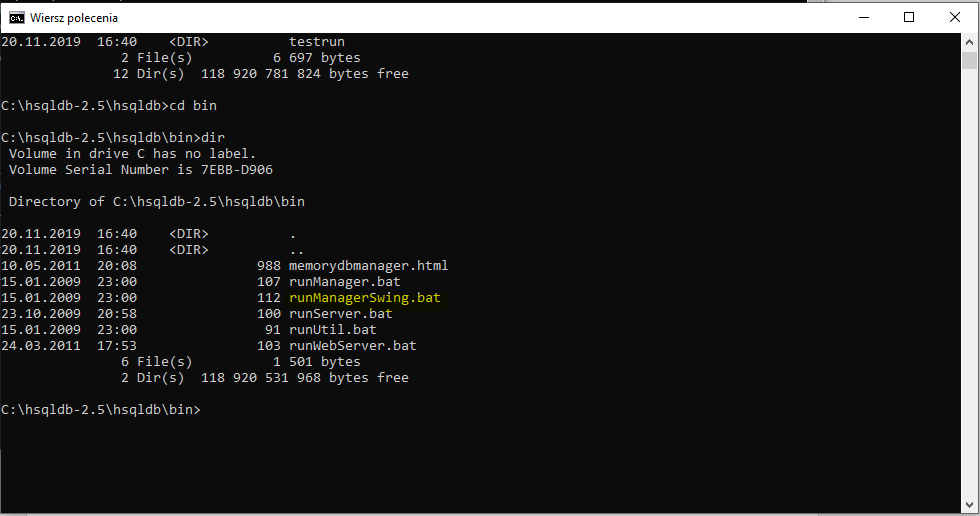 Wiersz polecenia
20.11.2019  16:40    <DIR>          testrun
               2 File(s)          6 697 bytes
              12 Dir(s)  118 920 781 824 bytes free
C:\hsqldb-2.5\hsqldb>cd bin
C:\hsqldb-2.5\hsqldb\bin>dir
 Volume in drive C has no label.
 Volume Serial Number is 7EBB-D906
 Directory of C:\hsqldb-2.5\hsqldb\bin
20.11.2019  16:40    <DIR>          .
20.11.2019  16:40    <DIR>          ..
10.05.2011  20:08               988 memorydbmanager.html
15.01.2009  23:00               107 runManager.bat
15.01.2009  23:00               112 runManagerSwing.bat
23.10.2009  20:58               100 runServer.bat
15.01.2009  23:00                91 runUtil.bat
24.03.2011  17:53               103 runWebServer.bat
               6 File(s)          1 501 bytes
               2 Dir(s)  118 920 531 968 bytes free
C:\hsqldb-2.5\hsqldb\bin>